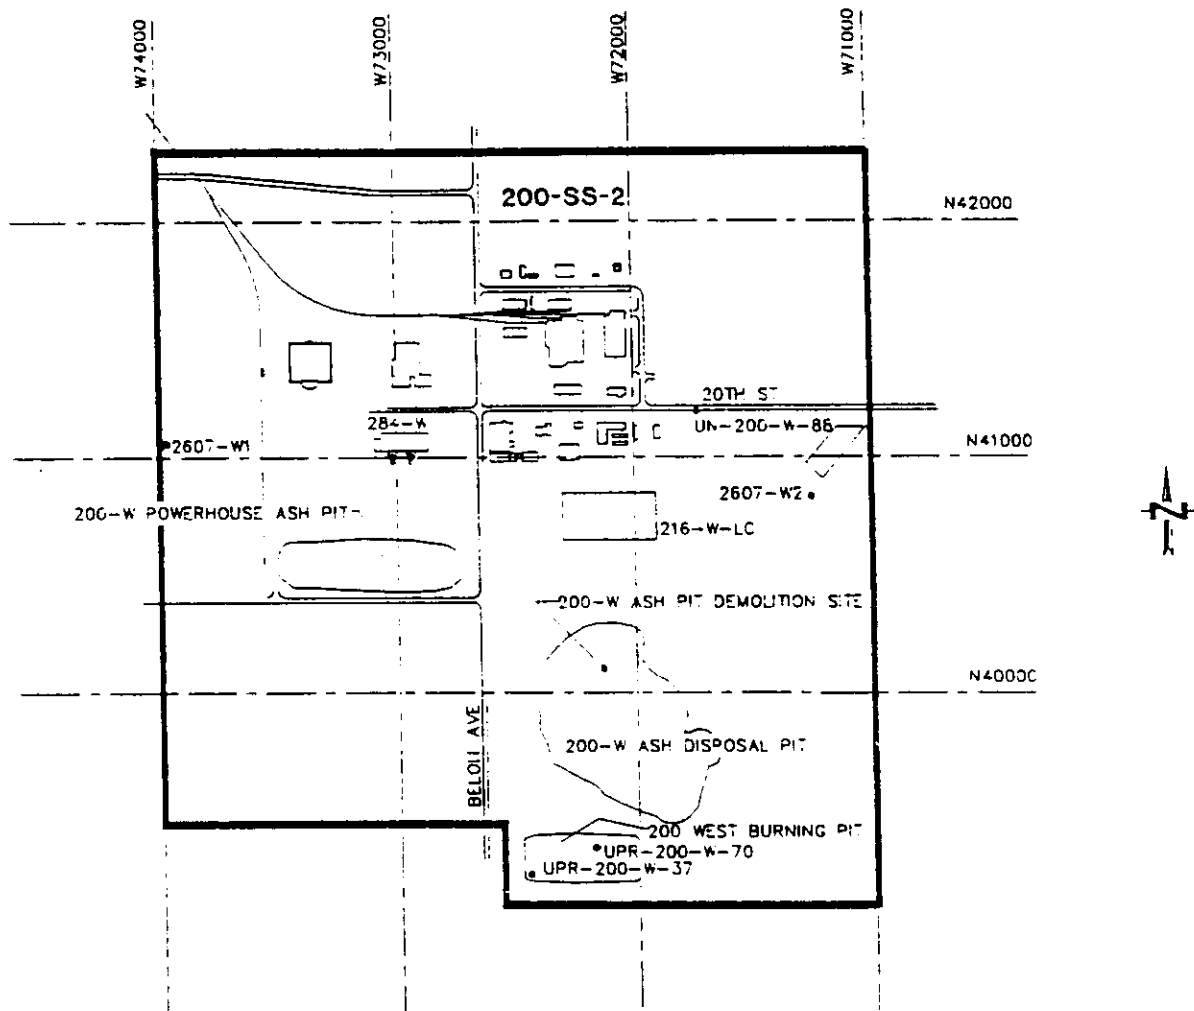 W74000
W73000
W72000
W71000
200-SS-2
N42000
20TH ST
284-W
UN-200-W-88
2607-W1
N41000
2607-W2
200-W POWERHOUSE ASH PIT
216-W-LC
200-W ASH PIT DEMOLITION SITE
N40000
BELOIT AVE
200-W ASH DISPOSAL PIT
200 WEST BURNING PIT
UPR-200-W-70
UPR-200-W-37